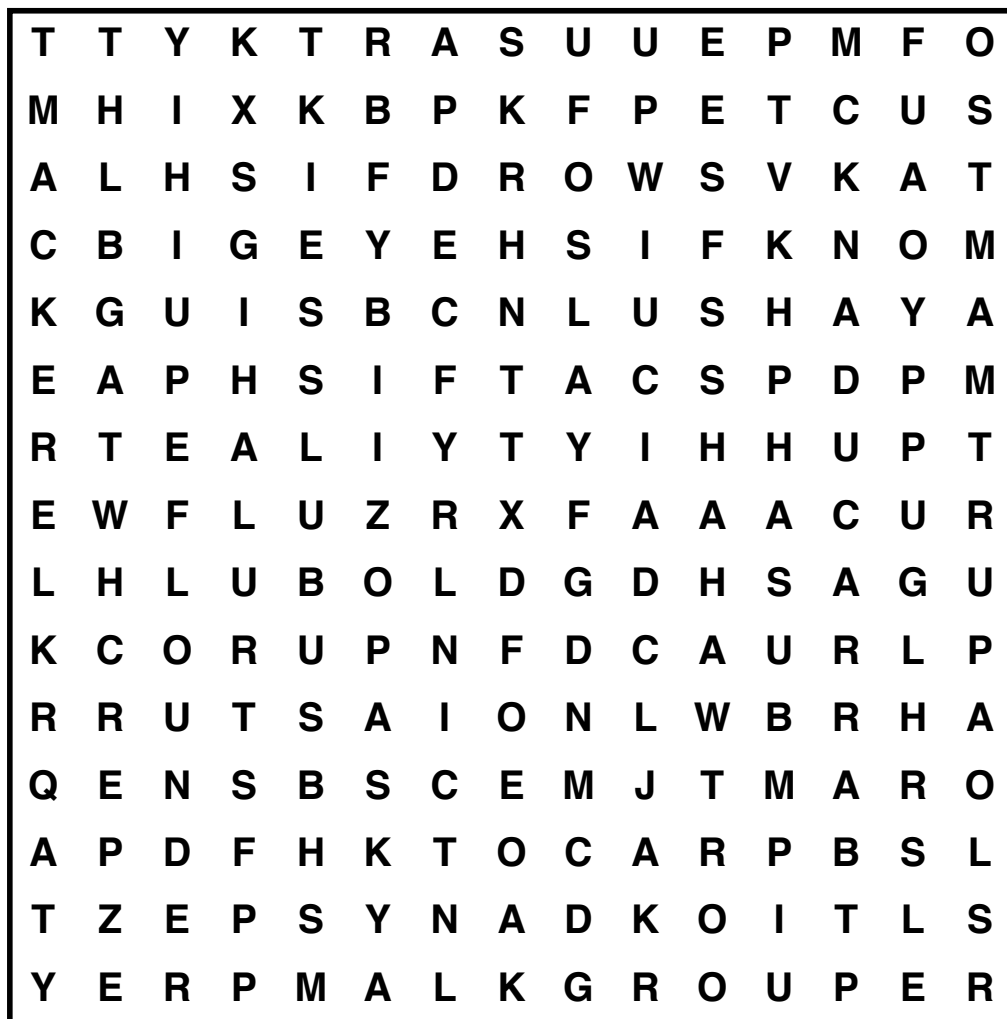 T T Y K T R A S U U E P M F O
M H I X K B P K F P E T C U S
A L H S I F D R O W S V K A T
C B I G E Y E H S I F K N O M
K G U I S B C N L U S H A Y A
E A P H S I F T A C S P D P M
R T E A L I Y T Y I H H U P T
E W F L U Z R X F A A A C U R
L H L U B O L D G D H S A G U
K C O R U P N F D C A U R L P
R R U T S A I O N L W B R H A
Q E N S B S C E M J T M A R O
A P D F H K T O C A R P B S L
T Z E P S Y N A D K O I T L S
Y E R P M A L K G R O U P E R